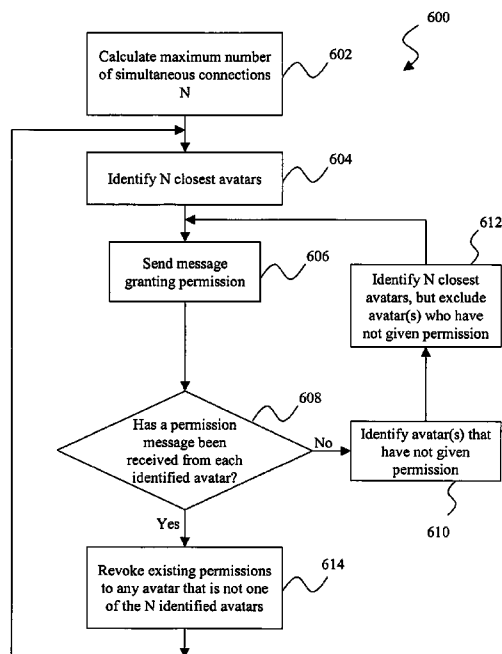 600
Calculate maximum number
of simultaneous connections
N
602
Identify N closest avatars
604
Send message
granting permission
606
612
Identify N closest
avatars, but exclude
avatar(s) who have
not given permission
Has a permission
message been
received from each
identified avatar?
608
No
Identify avatar(s) that
have not given
permission
610
Yes
Revoke existing permissions
to any avatar that is not one
of the N identified avatars
614